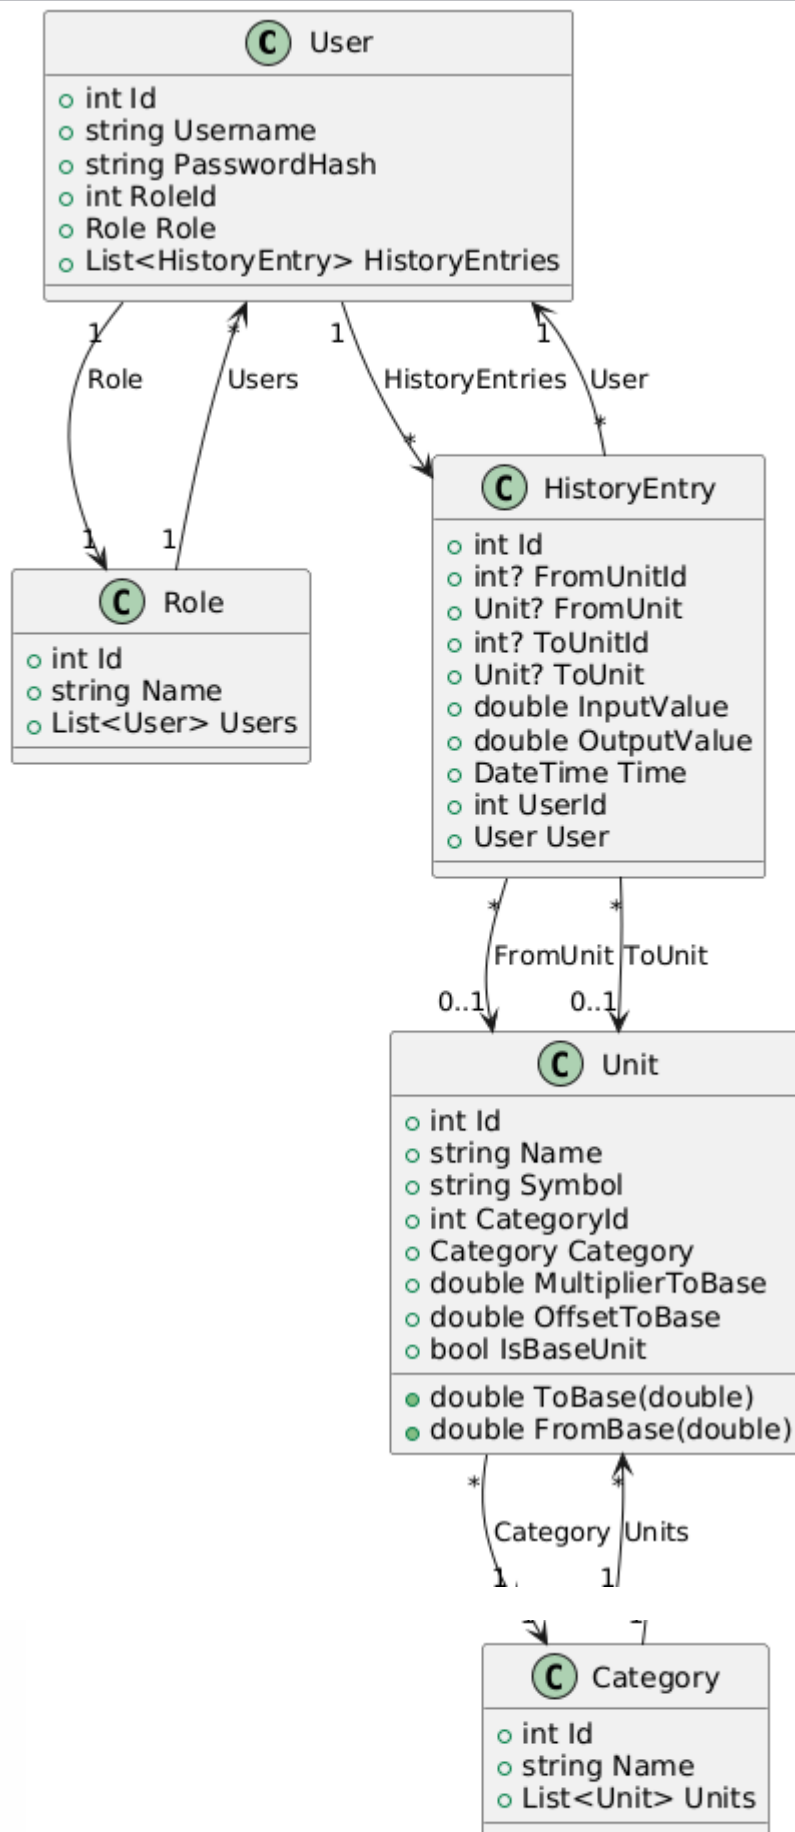 C User
int Id
string Username
string PasswordHash
int RoleId
Role Role
List<HistoryEntry> HistoryEntries
1 * 1 1
Role Users HistoryEntries User
* *
1 1
C HistoryEntry
int Id
int? FromUnitId
Unit? FromUnit
int? ToUnitId
Unit? ToUnit
double InputValue
double OutputValue
DateTime Time
int UserId
User User
C Role
int Id
string Name
List<User> Users
* *
FromUnit ToUnit
0..1 0..1
C Unit
int Id
string Name
string Symbol
int CategoryId
Category Category
double MultiplierToBase
double OffsetToBase
bool IsBaseUnit
double ToBase(double)
double FromBase(double)
* *
Category Units
1 1
C Category
int Id
string Name
List<Unit> Units